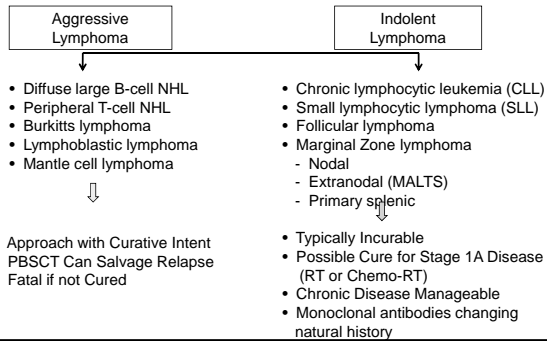 Aggressive
Lymphoma
Indolent
Lymphoma
• Diffuse large B-cell NHL
• Peripheral T-cell NHL
• Burkitts lymphoma
• Lymphoblastic lymphoma
• Mantle cell lymphoma
Approach with Curative Intent
PBSCT Can Salvage Relapse
Fatal if not Cured
• Chronic lymphocytic leukemia (CLL)
• Small lymphocytic lymphoma (SLL)
• Follicular lymphoma
• Marginal Zone lymphoma
- Nodal
- Extranodal (MALTS)
- Primary splenic
• Typically Incurable
• Possible Cure for Stage 1A Disease
(RT or Chemo-RT)
• Chronic Disease Manageable
• Monoclonal antibodies changing
natural history